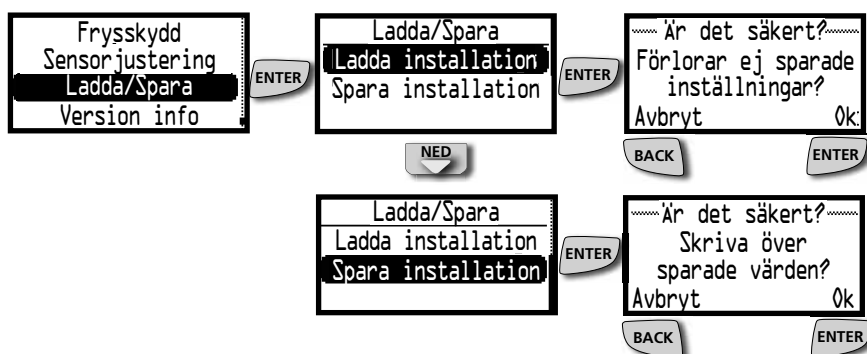 Frysskydd
Sensorjustering
Ladda/Spara
Version info
ENTER
Ladda/Spara
Ladda installation
Spara installation
ENTER
Är det säkert?
Förlorar ej sparade
inställningar?
Avbryt Ok
BACK ENTER
NED
Ladda/Spara
Ladda installation
Spara installation
ENTER
Är det säkert?
Skriva över
sparade värden?
Avbryt Ok
BACK ENTER